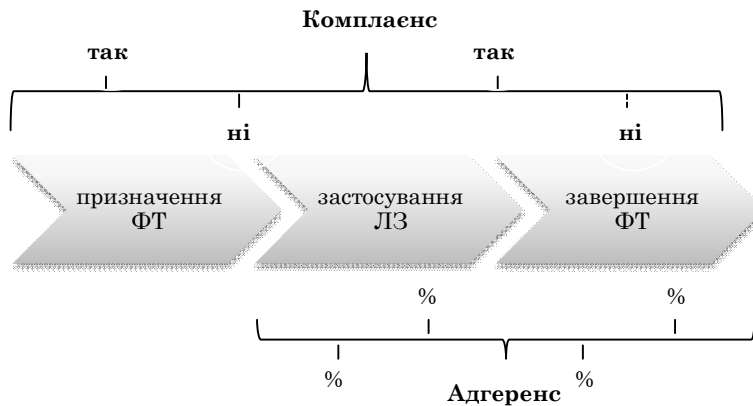 Комплаєнс
так
так
ні
ні
призначення
ФТ
застосування
ЛЗ
завершення
ФТ
%
%
%
%
Адгеренс